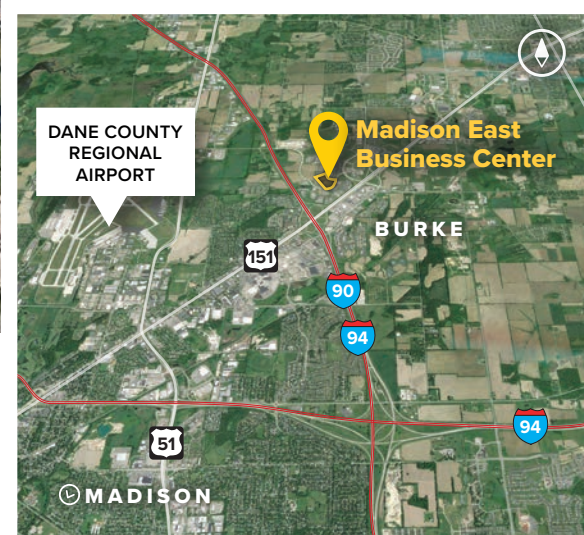 DANE COUNTY
REGIONAL
AIRPORT
Madison East
Business Center
BURKE
151
90
94
94
51
MADISON